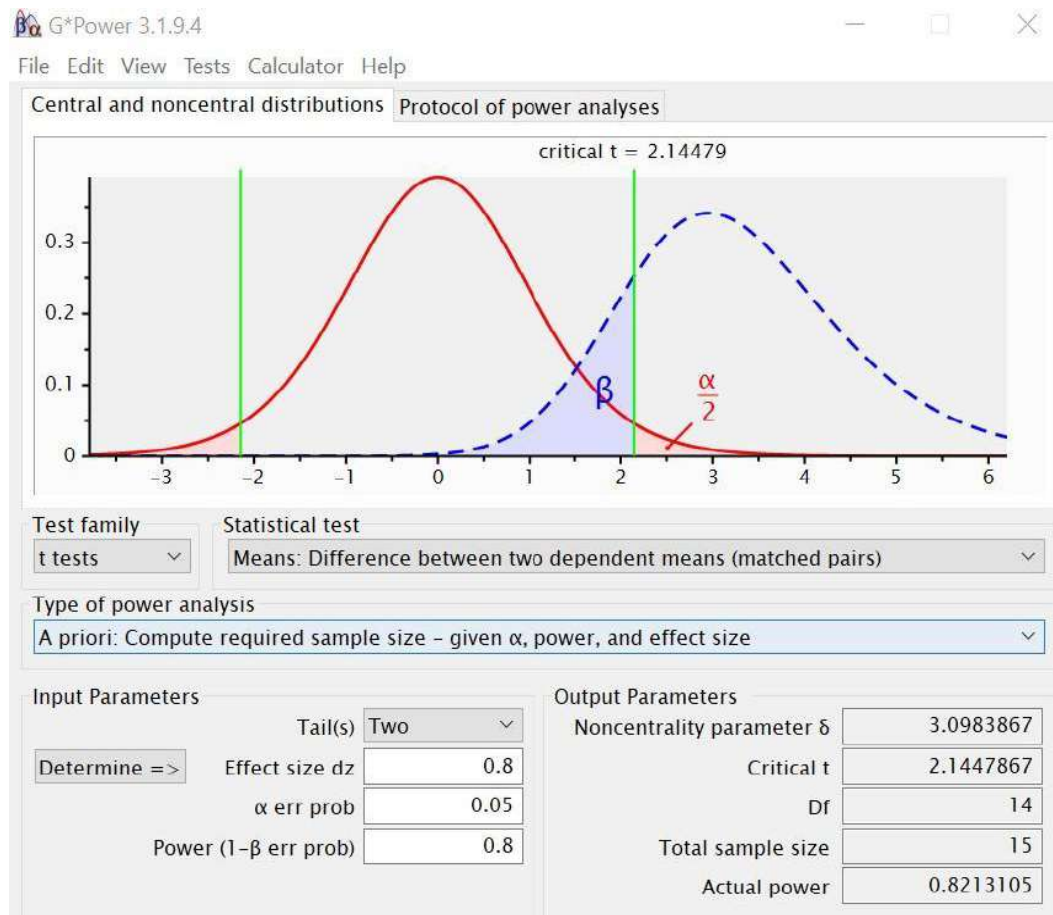 βα G*Power 3.1.9.4
File Edit View Tests Calculator Help
Central and noncentral distributions Protocol of power analyses
critical t = 2.14479
0.3
0.2
0.1
0
β
α
2
-3 -2 -1 0 1 2 3 4 5 6
Test family Statistical test
t tests Means: Difference between two dependent means (matched pairs)
Type of power analysis
A priori: Compute required sample size – given α, power, and effect size
Input Parameters Output Parameters
Tail(s) Two Noncentrality parameter δ 3.0983867
Determine => Effect size dz 0.8 Critical t 2.1447867
α err prob 0.05 Df 14
Power (1-β err prob) 0.8 Total sample size 15
Actual power 0.8213105